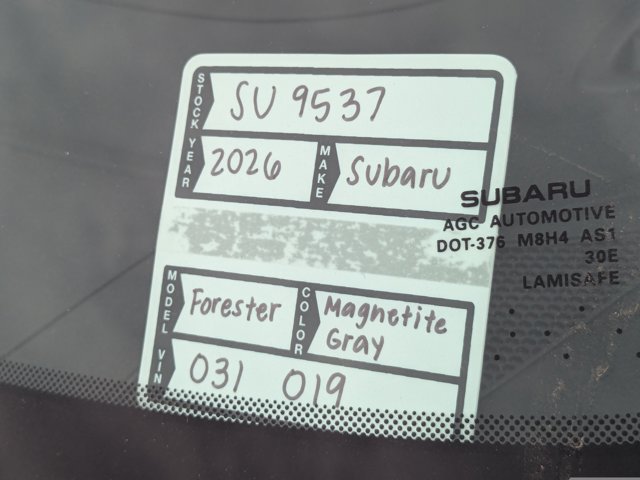 STOCK SU 9537
YEAR 2026 MAKE Subaru
SUBARU
AGC AUTOMOTIVE
DOT-376 M8H4 AS1
30E
LAMISAFE
MODEL Forester COLOR Magnetite
Gray
VIN 031 019